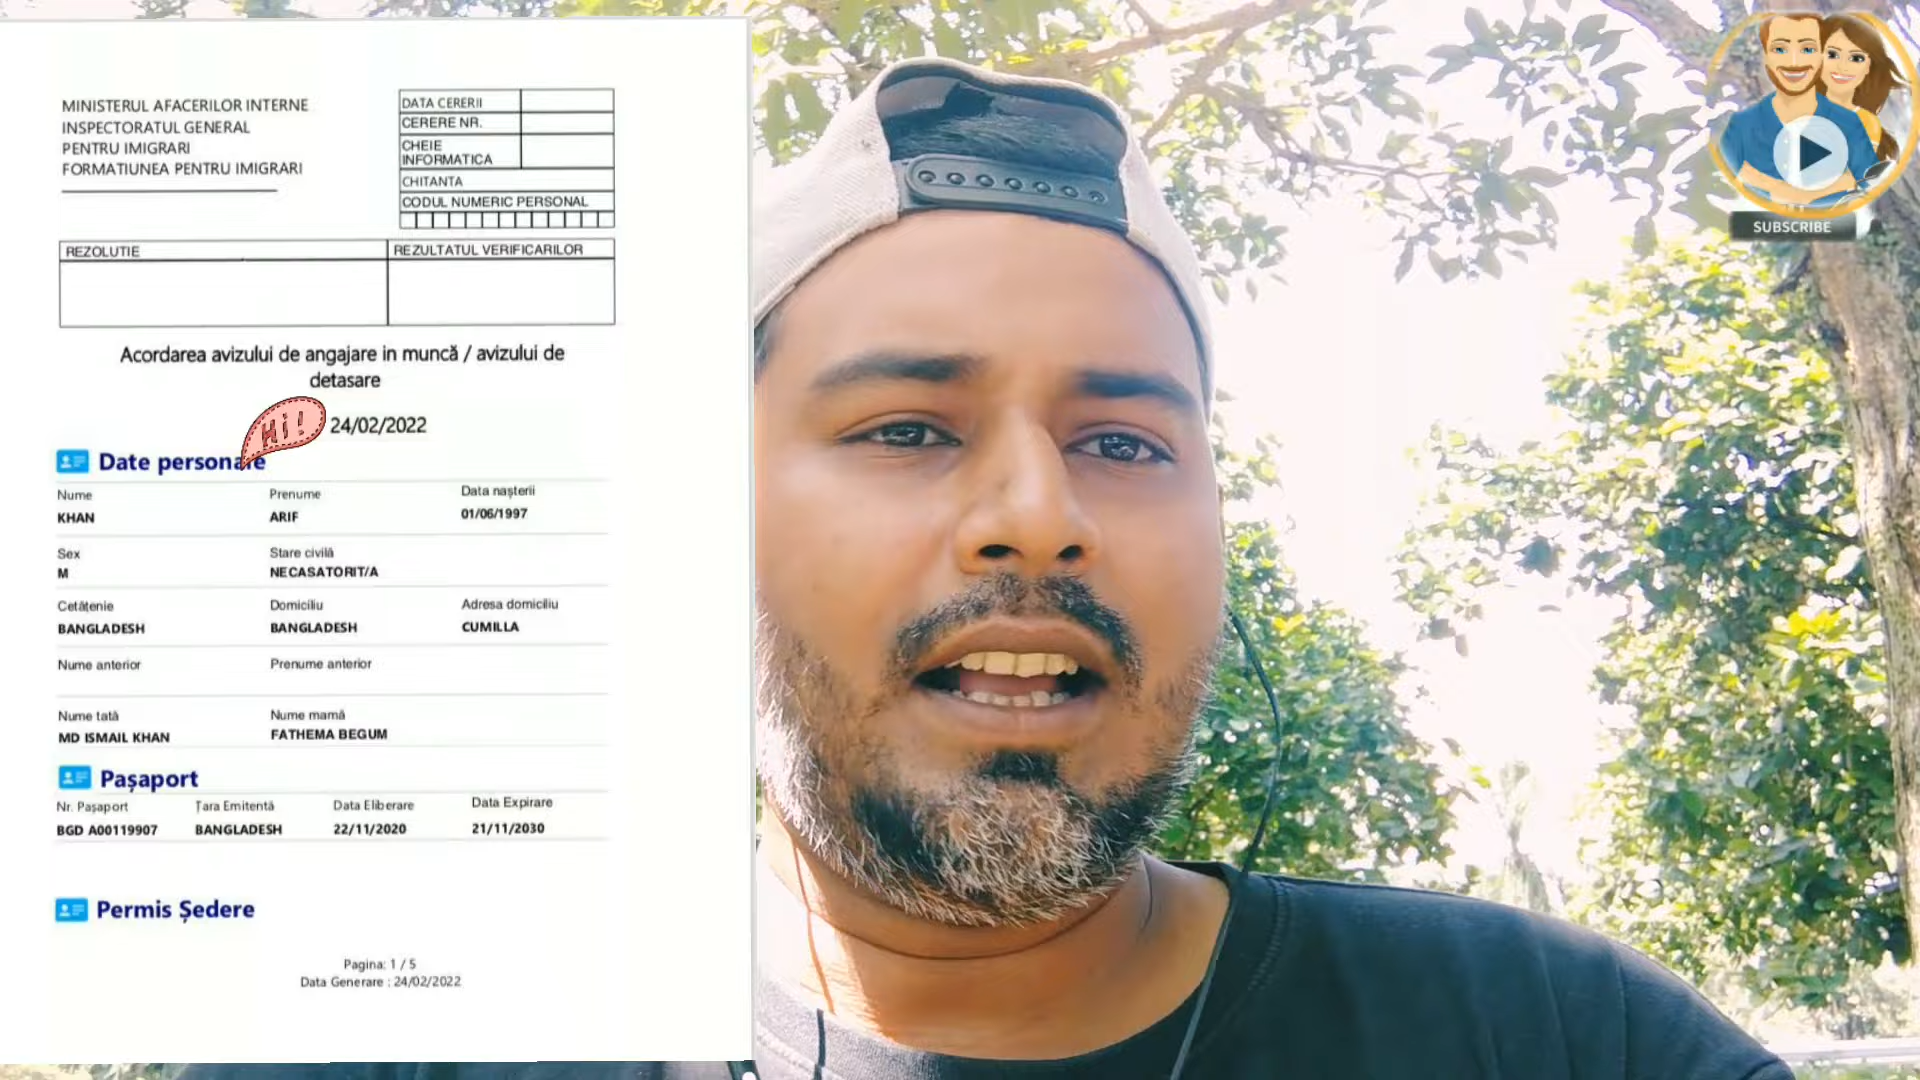 MINISTERUL AFACERILOR INTERNE
INSPECTORATUL GENERAL
PENTRU IMIGRARI
FORMATIUNEA PENTRU IMIGRARI
DATA CERERII
CERERE NR.
CHEIE
INFORMATICA
CHITANTA
CODUL NUMERIC PERSONAL
REZOLUTIE
REZULTATUL VERIFICARILOR
Acordarea avizului de angajare in muncă / avizului de
detasare
Hi! 24/02/2022
Date personale
Nume Prenume Data nașterii
KHAN ARIF 01/06/1997
Sex Stare civilă
M NECASATORIT/A
Cetățenie Domiciliu Adresa domiciliu
BANGLADESH BANGLADESH CUMILLA
Nume anterior Prenume anterior
Nume tată Nume mamă
MD ISMAIL KHAN FATHEMA BEGUM
Pașaport
Nr. Pașaport Țara Emitentă Data Eliberare Data Expirare
BGD A00119907 BANGLADESH 22/11/2020 21/11/2030
Permis Ședere
Pagina: 1 / 5
Data Generare : 24/02/2022
SUBSCRIBE